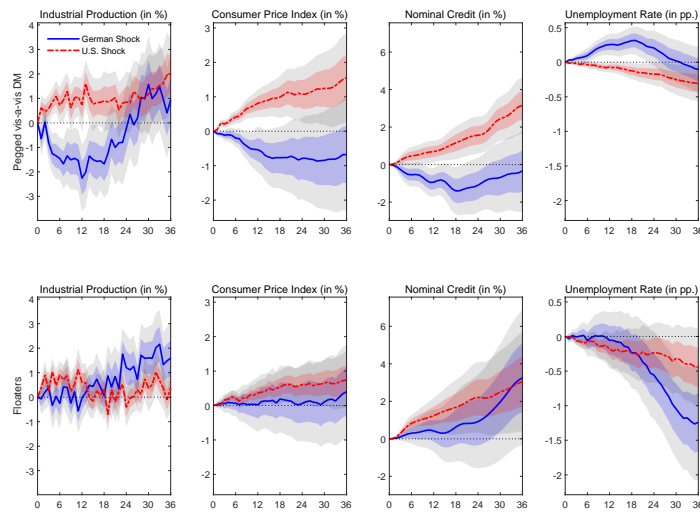 Industrial Production (in %)
Consumer Price Index (in %)
Nominal Credit (in %)
Unemployment Rate (in pp.)
Pegged vis-a-vis DM
German Shock
U.S. Shock
4
3
2
1
0
-1
-2
-3
0 6 12 18 24 30 36
3
2
1
0
-1
-2
0 6 12 18 24 30 36
6
4
2
0
-2
0 6 12 18 24 30 36
0.5
0
-0.5
-1
-1.5
-2
0 6 12 18 24 30 36
Industrial Production (in %)
Consumer Price Index (in %)
Nominal Credit (in %)
Unemployment Rate (in pp.)
Floaters
4
3
2
1
0
-1
-3
0 6 12 18 24 30 36
3
2
1
0
-1
-2
0 6 12 18 24 30 36
6
4
2
0
-2
0 6 12 18 24 30 36
0.5
0
-0.5
-1
-1.5
-2
0 6 12 18 24 30 36